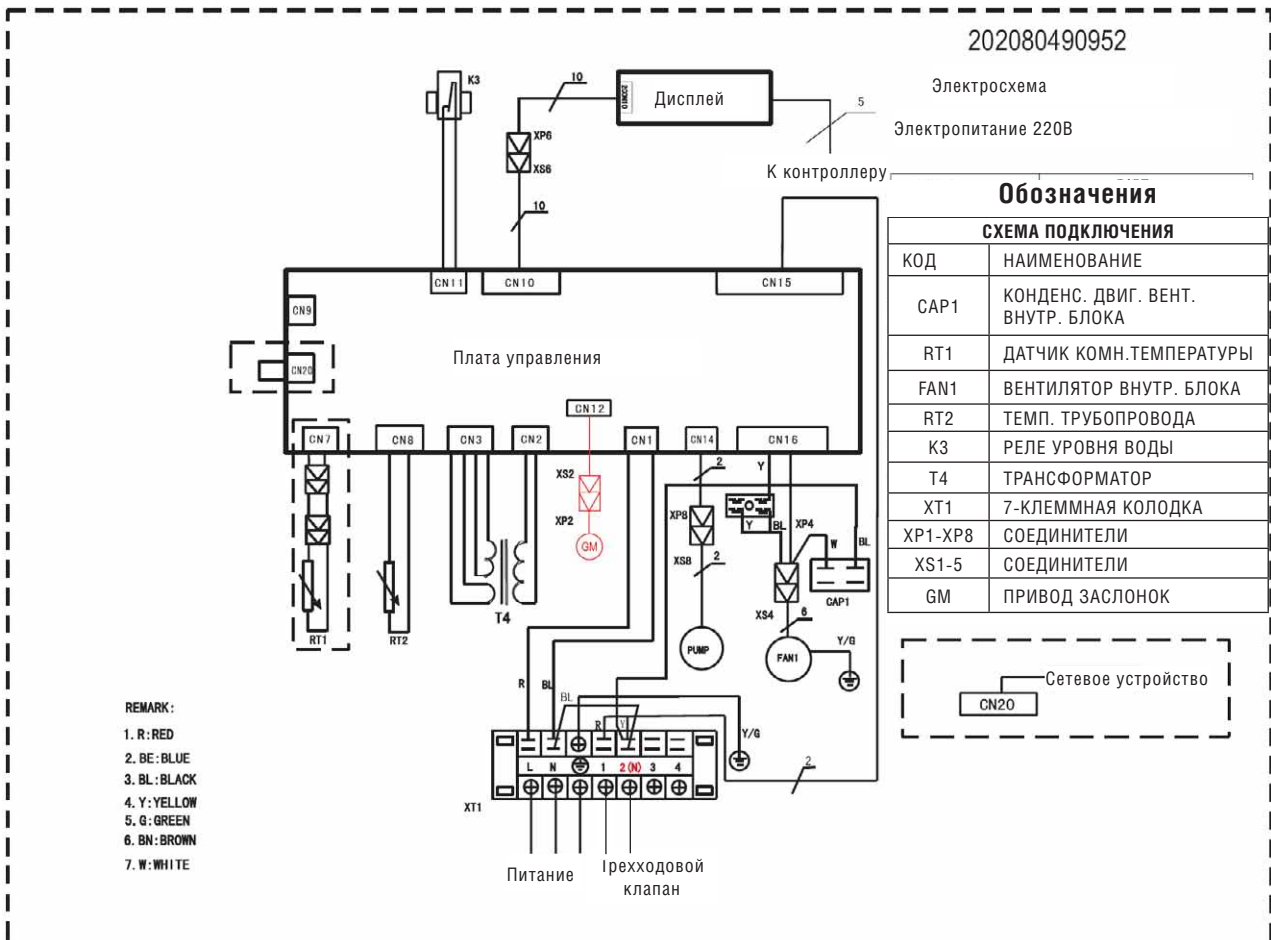 202080490952
Электросхема
Электропитание 220В
K3
10
Дисплей
5
XP6
XS6
К контроллеру
10
Обозначения
СХЕМА ПОДКЛЮЧЕНИЯ
КОД НАИМЕНОВАНИЕ
CAP1 КОНДЕНС. ДВИГ. ВЕНТ.
ВНУТР. БЛОКА
RT1 ДАТЧИК КОМН.ТЕМПЕРАТУРЫ
FAN1 ВЕНТИЛЯТОР ВНУТР. БЛОКА
RT2 ТЕМП. ТРУБОПРОВОДА
K3 РЕЛЕ УРОВНЯ ВОДЫ
T4 ТРАНСФОРМАТОР
XT1 7-КЛЕММНАЯ КОЛОДКА
XP1-XP8 СОЕДИНИТЕЛИ
XS1-5 СОЕДИНИТЕЛИ
GM ПРИВОД ЗАСЛОНОК
CN11 CN10 CN15
CN9
CN20
Плата управления
CN12
CN7 CN8 CN3 CN2 CN1 CN14 CN16
XS2
XP2
GM
2
Y
XP8
XS8
2
Y BL XP4
W BL
XS4 CAP1
6
T4
RT1 RT2
PUMP FAN1 Y/G
Сетевое устройство
CN20
R BL BL R Y Y/G
L N 1 2(N) 3 4
2
XT1
Питание
Трехходовой
клапан
REMARK:
1. R:RED
2. BE:BLUE
3. BL:BLACK
4. Y:YELLOW
5. G:GREEN
6. BN:BROWN
7. W:WHITE